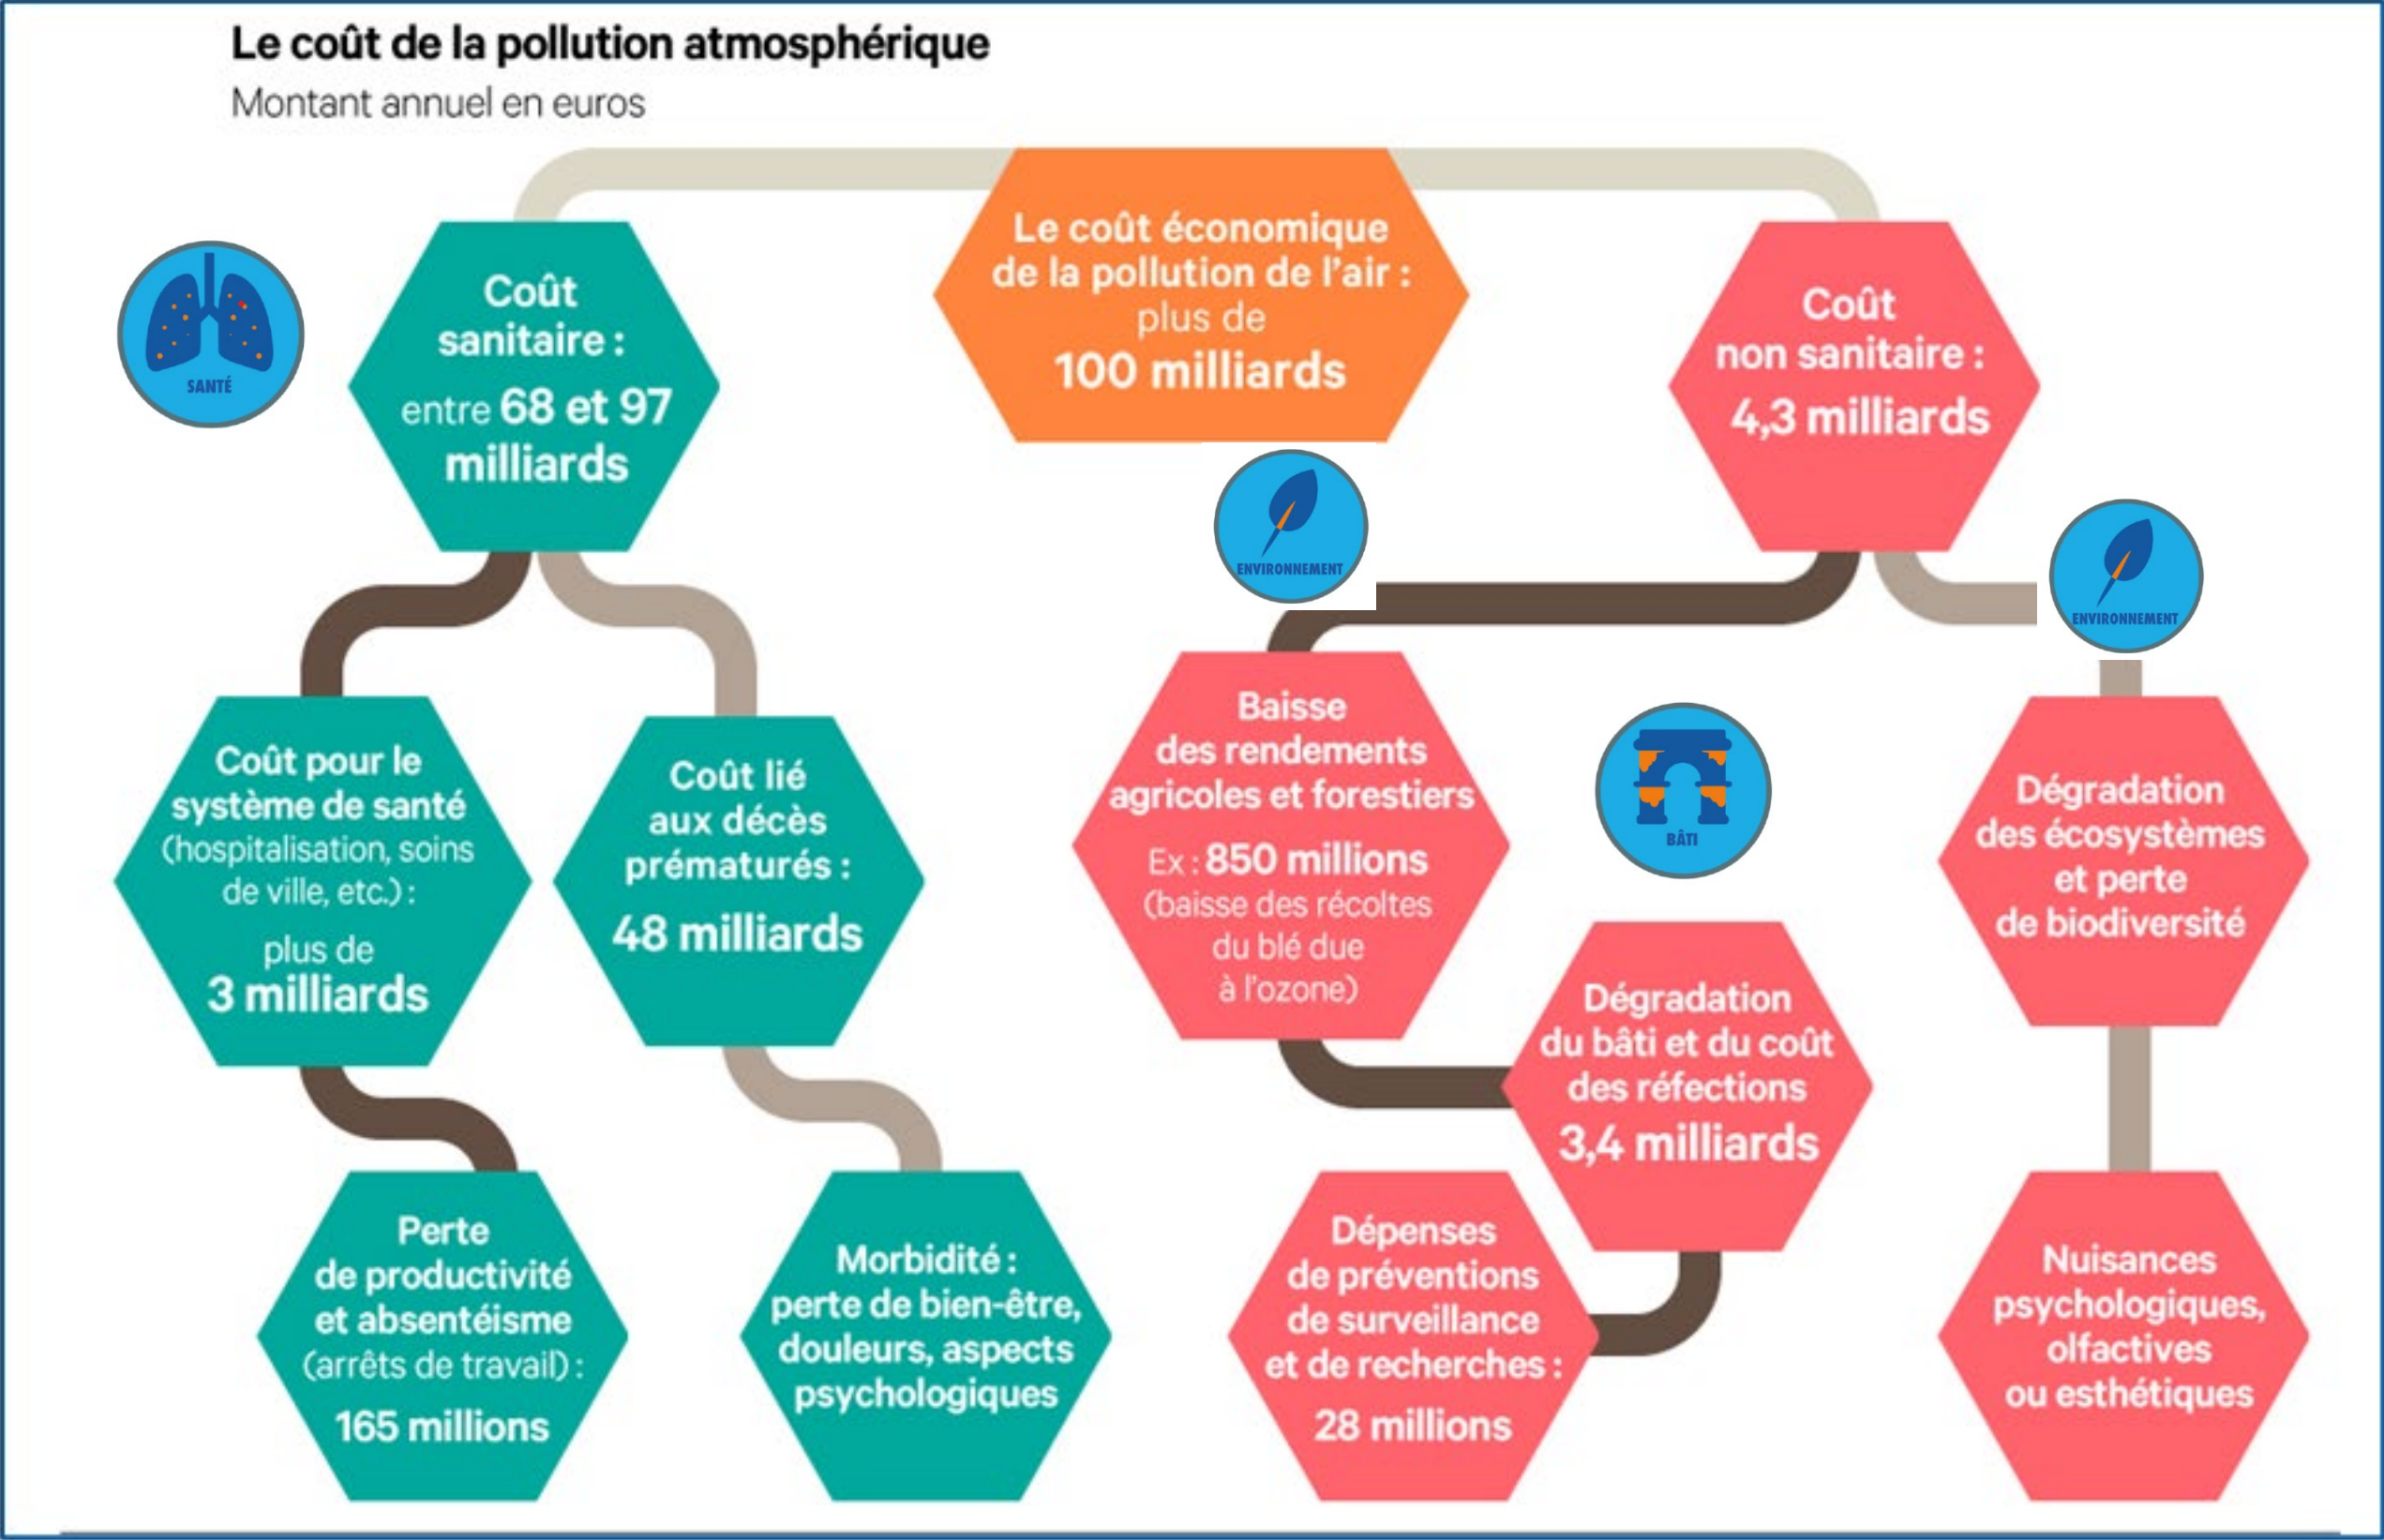 Le coût de la pollution atmosphérique
Montant annuel en euros
Le coût économique
de la pollution de l'air :
plus de
100 milliards
SANTÉ
Coût
sanitaire :
entre 68 et 97
milliards
Coût
non sanitaire :
4,3 milliards
ENVIRONNEMENT
ENVIRONNEMENT
Coût pour le
système de santé
(hospitalisation, soins
de ville, etc.) :
plus de
3 milliards
Coût lié
aux décès
prématurés :
48 milliards
Baisse
des rendements
agricoles et forestiers
Ex : 850 millions
(baisse des récoltes
du blé due
à l'ozone)
BÂTI
Dégradation
du bâti et du coût
des réfections
3,4 milliards
Dégradation
des écosystèmes
et perte
de biodiversité
Perte
de productivité
et absentéisme
(arrêts de travail) :
165 millions
Morbidité :
perte de bien-être,
douleurs, aspects
psychologiques
Dépenses
de préventions
de surveillance
et de recherches :
28 millions
Nuisances
psychologiques,
olfactives
ou esthétiques